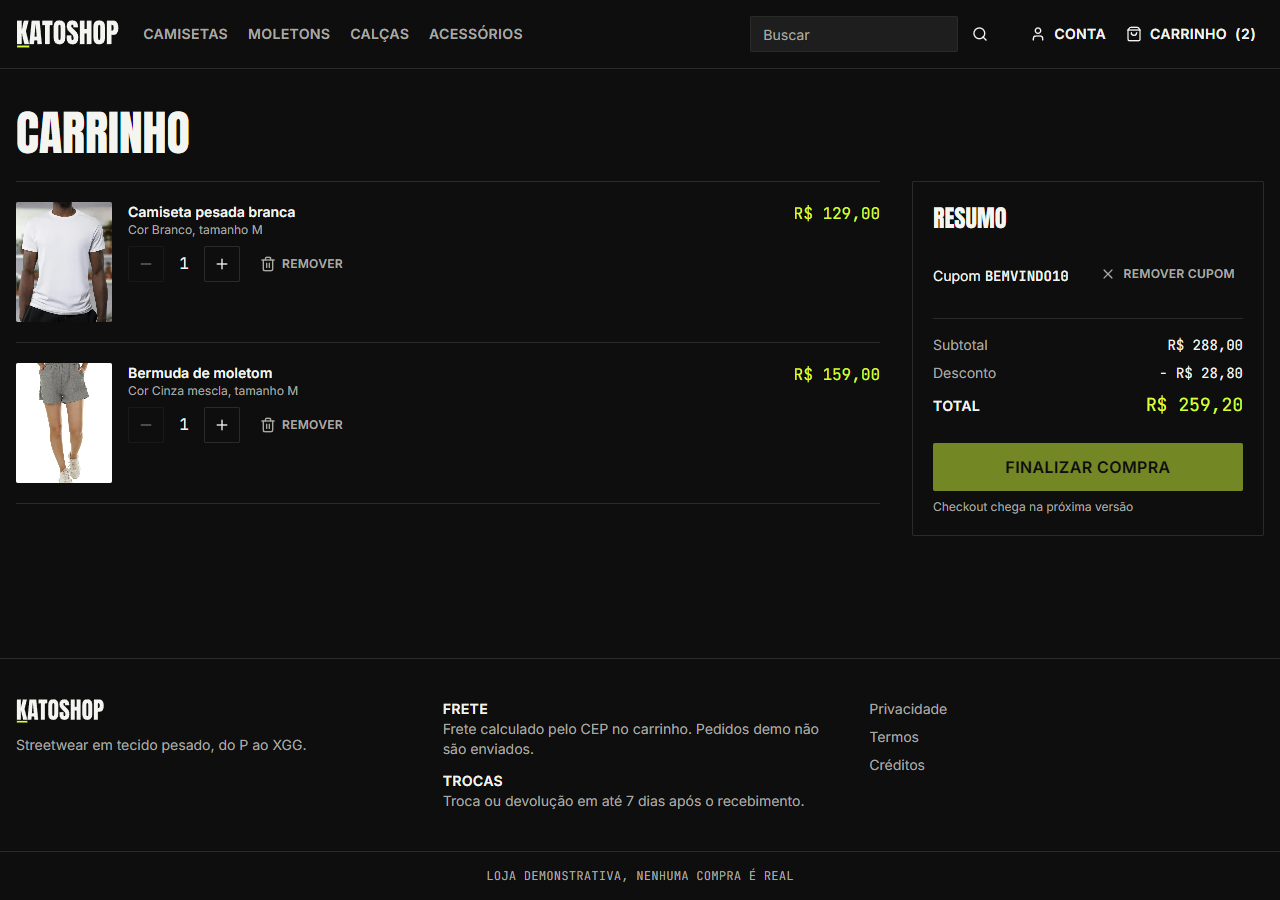 KATOSHOP CAMISETAS MOLETONS CALÇAS ACESSÓRIOS Buscar CONTA CARRINHO (2)
CARRINHO
Camiseta pesada branca R$ 129,00
Cor Branco, tamanho M
1 REMOVER
Bermuda de moletom R$ 159,00
Cor Cinza mescla, tamanho M
1 REMOVER
RESUMO
Cupom BEMVINDO10 REMOVER CUPOM
Subtotal R$ 288,00
Desconto - R$ 28,80
TOTAL R$ 259,20
FINALIZAR COMPRA
Checkout chega na próxima versão
KATOSHOP
Streetwear em tecido pesado, do P ao XGG.
FRETE
Frete calculado pelo CEP no carrinho. Pedidos demo não
são enviados.
TROCAS
Troca ou devolução em até 7 dias após o recebimento.
Privacidade
Termos
Créditos
LOJA DEMONSTRATIVA, NENHUMA COMPRA É REAL